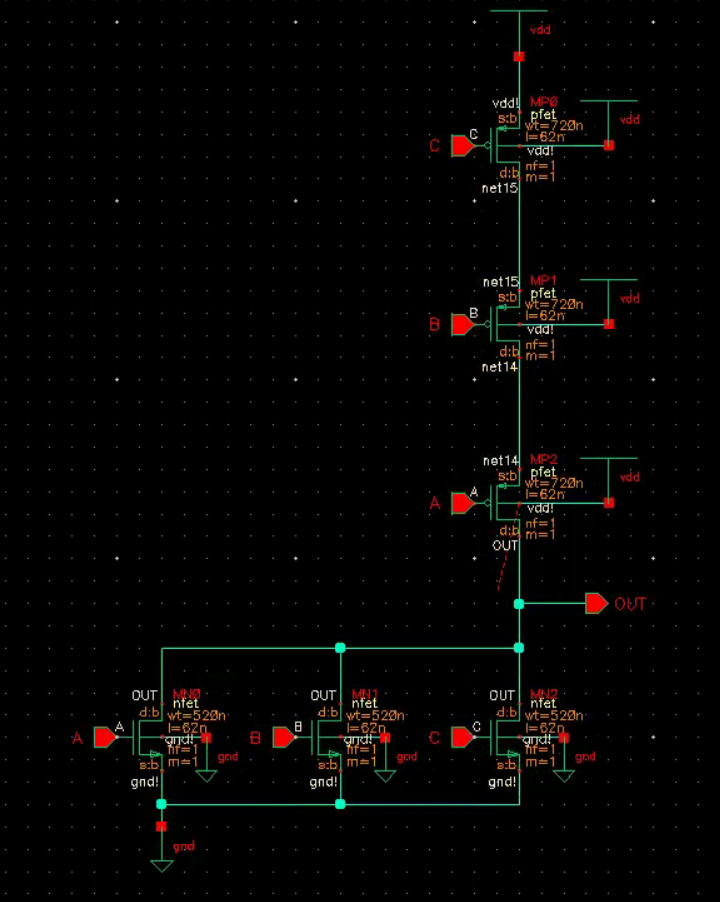 vdd
vdd! MP0
pfet
s:b wt=720n
l=62n
vdd
C C
vdd!
nf=1
d:b m=1
net15
net15 MP1
pfet
s:b wt=720n
l=62n
vdd
B B
vdd!
nf=1
d:b m=1
net14
net14 MP2
pfet
s:b wt=720n
l=62n
vdd
A A
vdd!
nf=1
d:b m=1
OUT
OUT
OUT MN0 OUT MN1 OUT MN2
nfet nfet nfet
d:b wt=520n d:b wt=520n d:b wt=520n
l=62n l=62n l=62n
A A gnd! B B gnd! C C gnd!
nf=1 gnd nf=1 gnd nf=1 gnd
s:b m=1 s:b m=1 s:b m=1
gnd! gnd! gnd!
gnd